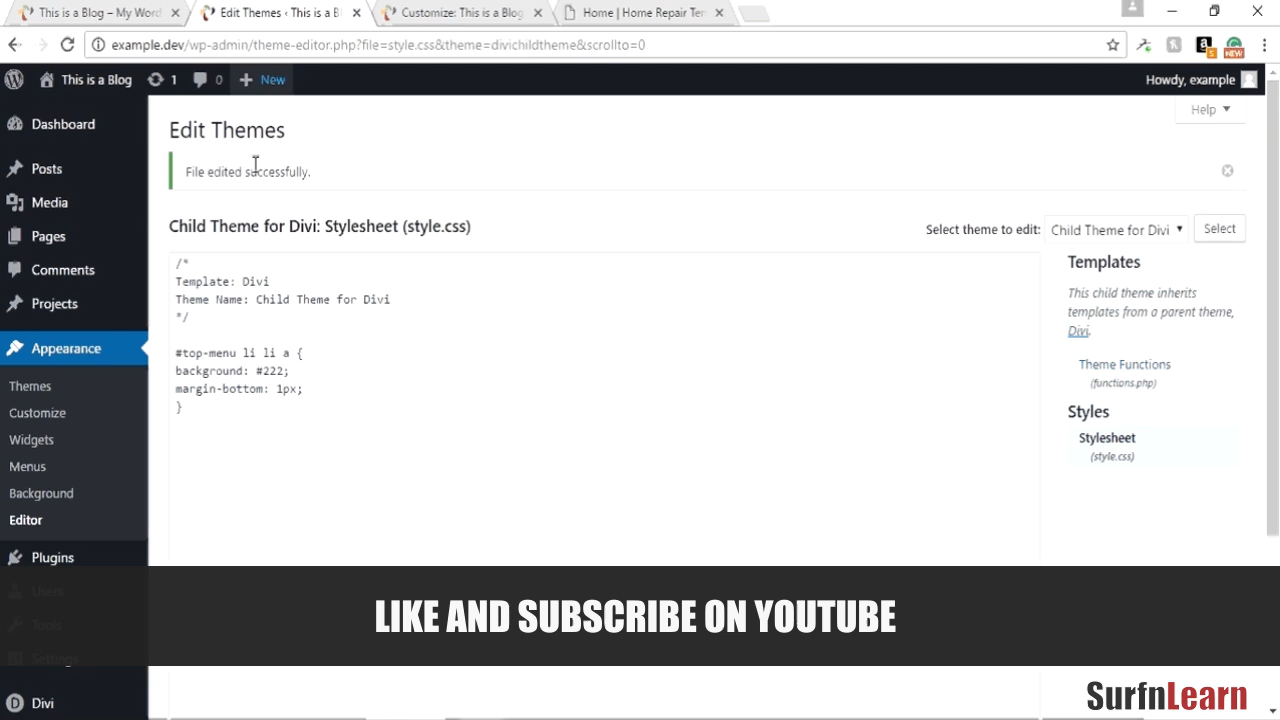 This is a Blog – My Word
Edit Themes ‹ This is a B
Customize: This is a Blog
Home | Home Repair Ter
example.dev/wp-admin/theme-editor.php?file=style.css&theme=divichildtheme&scrollto=0
NEW
This is a Blog 1 0 + New
Howdy, example
Help
Dashboard
Posts
Media
Pages
Comments
Projects
Appearance
Themes
Customize
Widgets
Menus
Background
Editor
Plugins
Users
Tools
Settings
Divi
Edit Themes
File edited successfully.
Child Theme for Divi: Stylesheet (style.css)
Select theme to edit: Child Theme for Divi Select
/*
Template: Divi
Theme Name: Child Theme for Divi
*/
#top-menu li li a {
background: #222;
margin-bottom: 1px;
}
Templates
This child theme inherits
templates from a parent theme,
Divi.
Theme Functions
(functions.php)
Styles
Stylesheet
(style.css)
LIKE AND SUBSCRIBE ON YOUTUBE
SurfnLearn